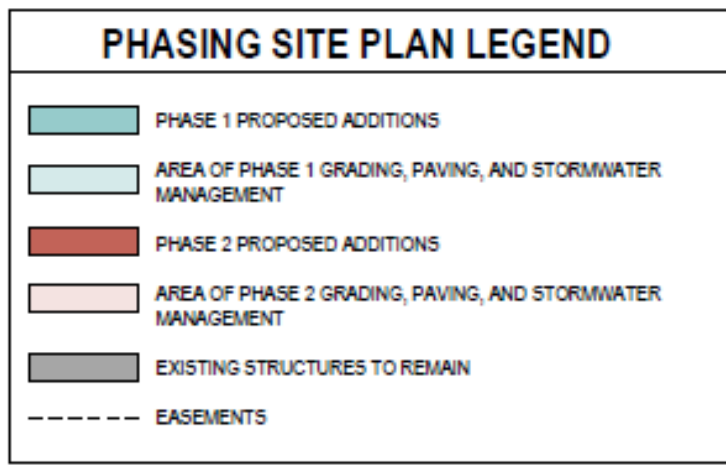 PHASING SITE PLAN LEGEND
PHASE 1 PROPOSED ADDITIONS
AREA OF PHASE 1 GRADING, PAVING, AND STORMWATER
MANAGEMENT
PHASE 2 PROPOSED ADDITIONS
AREA OF PHASE 2 GRADING, PAVING, AND STORMWATER
MANAGEMENT
EXISTING STRUCTURES TO REMAIN
EASEMENTS